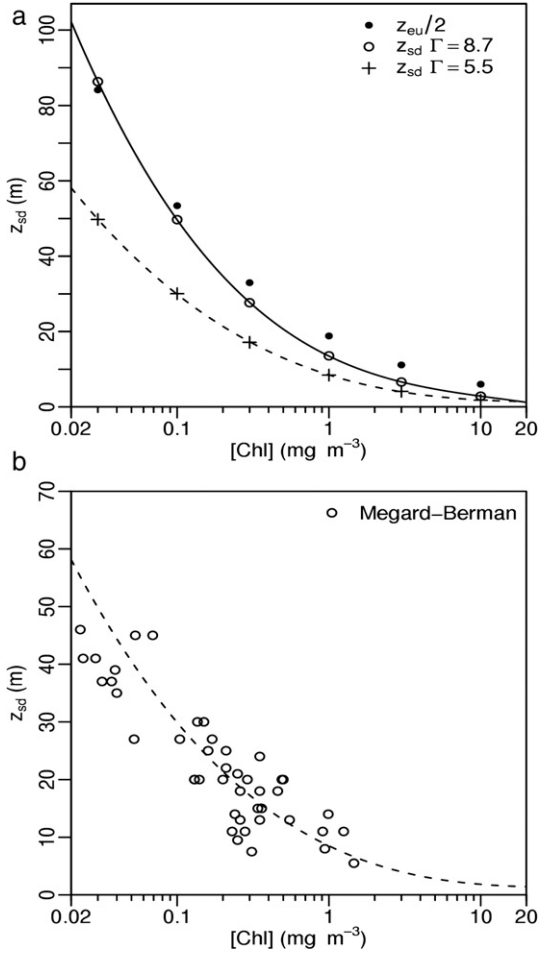 a
z_eu/2
z_sd Γ=8.7
z_sd Γ=5.5
100
80
60
40
20
0
z_sd (m)
0.02 0.1 1 10 20
[Chl] (mg m⁻³)
b
Megard−Berman
70
60
50
40
30
20
10
0
z_sd (m)
0.02 0.1 1 10 20
[Chl] (mg m⁻³)